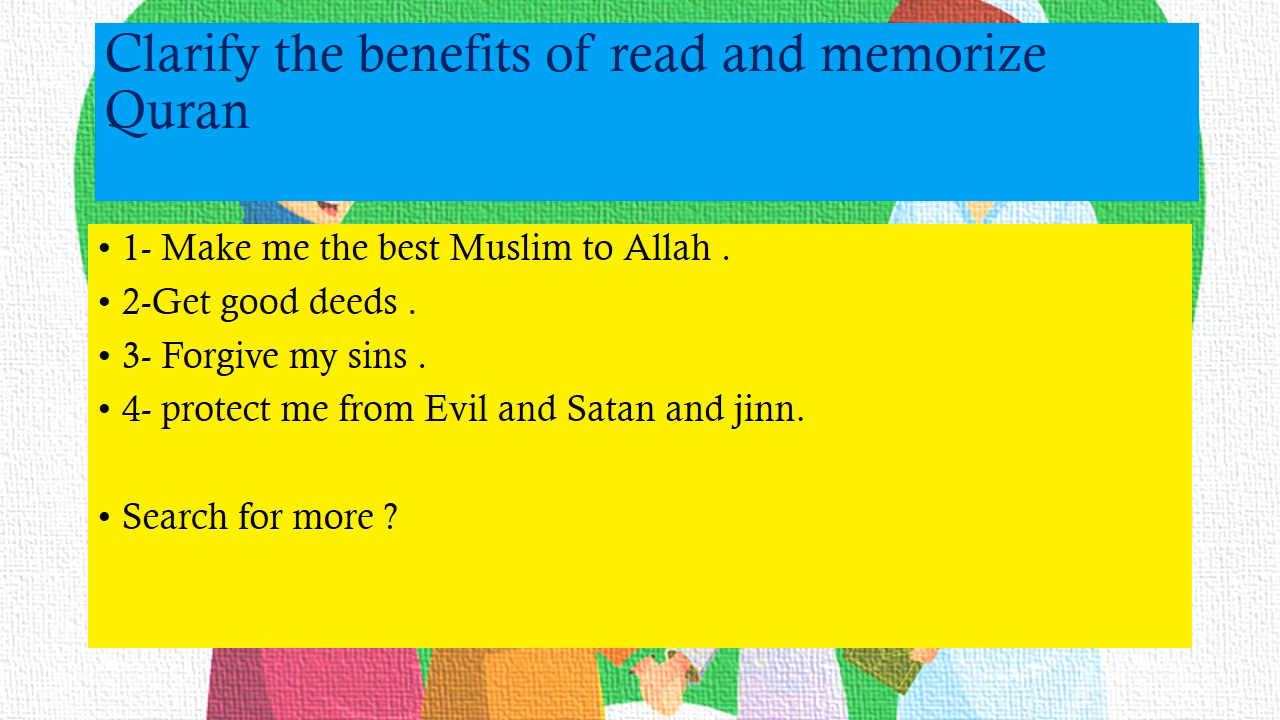 Clarify the benefits of read and memorize
Quran
• 1- Make me the best Muslim to Allah .
• 2-Get good deeds .
• 3- Forgive my sins .
• 4- protect me from Evil and Satan and jinn.
• Search for more ?